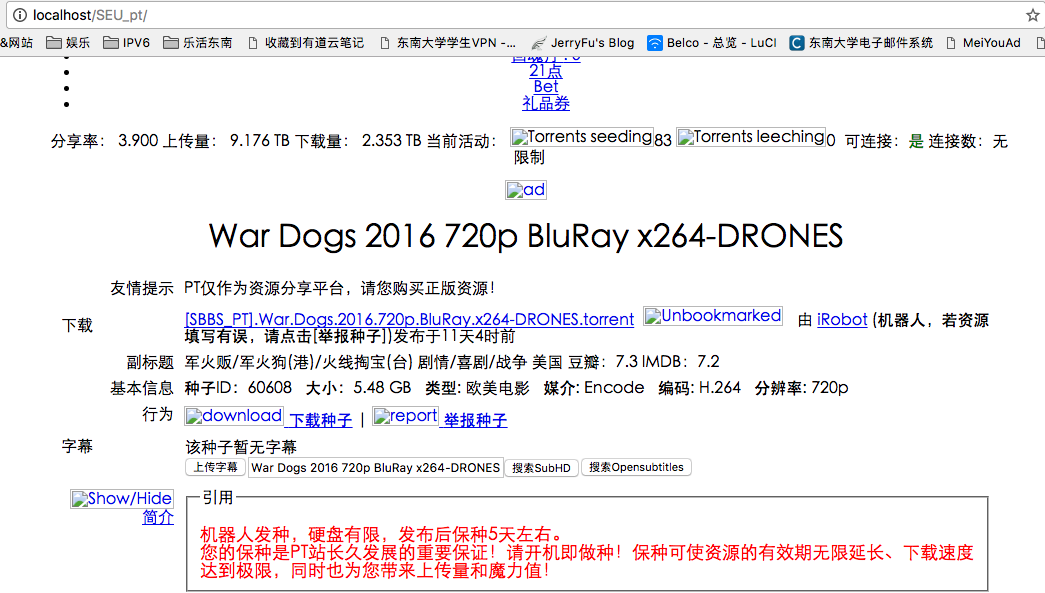 localhost/SEU_pt/
&网站 娱乐 IPV6 乐活东南 收藏到有道云笔记 东南大学学生VPN -... JerryFu's Blog Belco - 总览 - LuCI 东南大学电子邮件系统 MeiYouAd
21点
Bet
礼品券
分享率： 3.900 上传量： 9.176 TB 下载量： 2.353 TB 当前活动： Torrents seeding83 Torrents leeching0 可连接：是 连接数：无
限制
ad
War Dogs 2016 720p BluRay x264-DRONES
友情提示 PT仅作为资源分享平台，请您购买正版资源！
下载 [SBBS_PT].War.Dogs.2016.720p.BluRay.x264-DRONES.torrent Unbookmarked 由 iRobot (机器人，若资源
填写有误，请点击[举报种子])发布于11天4时前
副标题 军火贩/军火狗(港)/火线掏宝(台) 剧情/喜剧/战争 美国 豆瓣：7.3 IMDB：7.2
基本信息 种子ID：60608 大小：5.48 GB 类型: 欧美电影 媒介: Encode 编码: H.264 分辨率: 720p
行为 download 下载种子 | report 举报种子
字幕 该种子暂无字幕
上传字幕 War Dogs 2016 720p BluRay x264-DRONES 搜索SubHD 搜索Opensubtitles
Show/Hide 引用
简介
机器人发种，硬盘有限，发布后保种5天左右。
您的保种是PT站长久发展的重要保证！请开机即做种！保种可使资源的有效期无限延长、下载速度
达到极限，同时也为您带来上传量和魔力值！